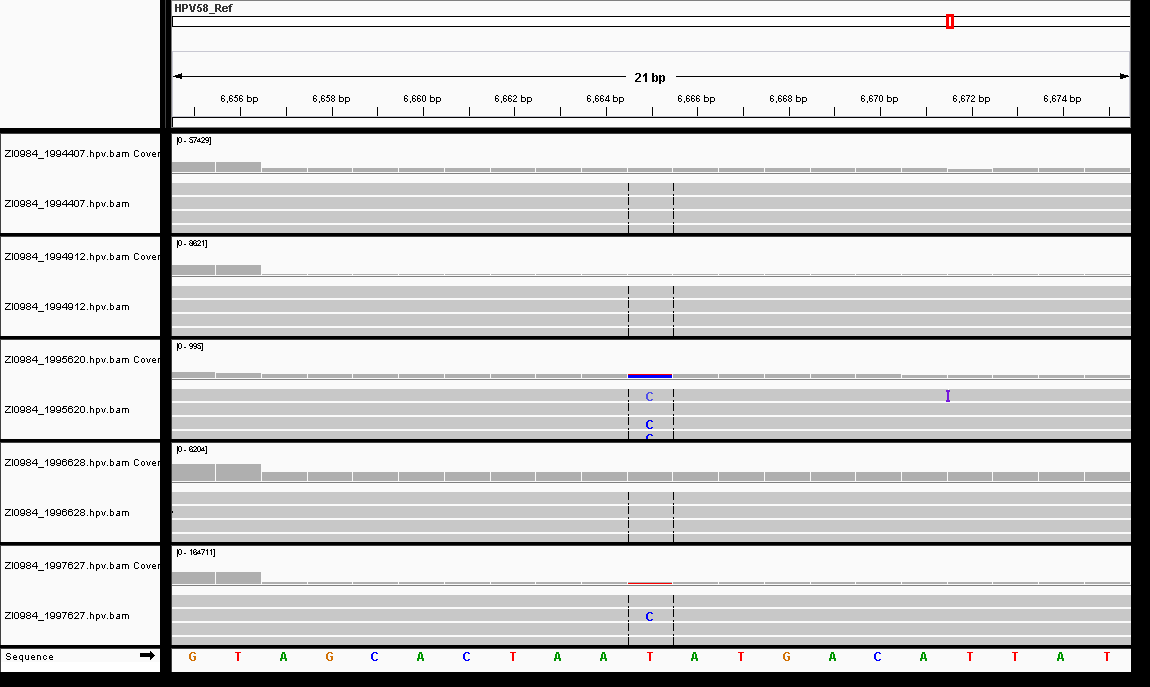 HPV58_Ref
21 bp
6,656 bp 6,658 bp 6,660 bp 6,662 bp 6,664 bp 6,666 bp 6,668 bp 6,670 bp 6,672 bp 6,674 bp
[0 - 57429]
ZI0984_1994407.hpv.bam Cover
ZI0984_1994407.hpv.bam
[0 - 8621]
ZI0984_1994912.hpv.bam Cover
ZI0984_1994912.hpv.bam
[0 - 995]
ZI0984_1995620.hpv.bam Cover
C I
ZI0984_1995620.hpv.bam
C
C
[0 - 6204]
ZI0984_1996628.hpv.bam Cover
ZI0984_1996628.hpv.bam
[0 - 164711]
ZI0984_1997627.hpv.bam Cover
ZI0984_1997627.hpv.bam C
Sequence G T A G C A C T A A T A T G A C A T T A T